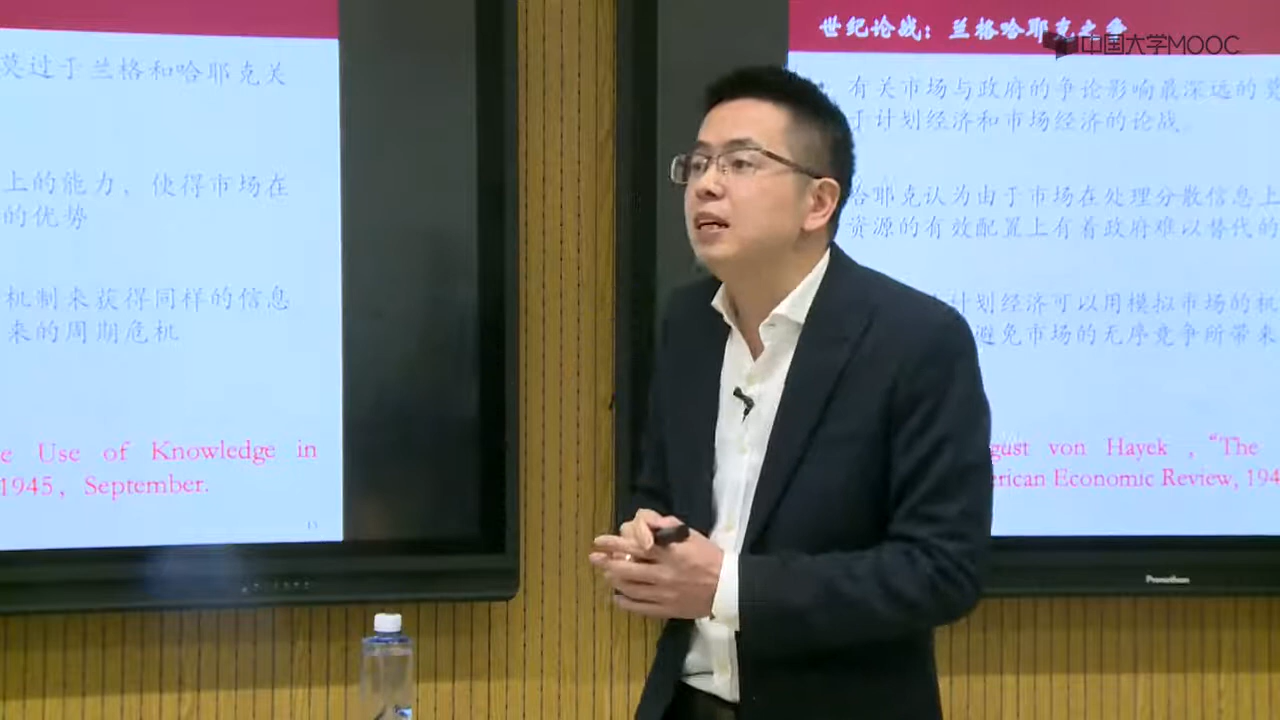 莫过于兰格和哈耶克关
上的能力，使得市场在
的优势
机制来获得同样的信息
来的周期危机
e Use of Knowledge in
1945, September.
13
世纪论战：兰格哈耶克之争
中国大学MOOC
有关市场与政府的争论影响最深远的莫
于计划经济和市场经济的论战。
哈耶克认为由于市场在处理分散信息上
资源的有效配置上有着政府难以替代的
计划经济可以用模拟市场的机
避免市场的无序竞争所带来
gust von Hayek , “The
erican Economic Review, 194
Promethean